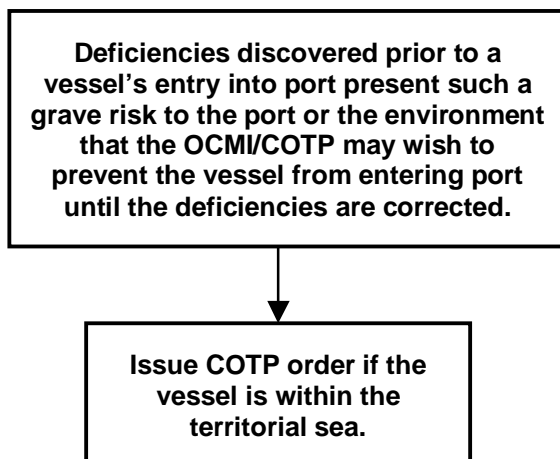 Deficiencies discovered prior to a
vessel’s entry into port present such a
grave risk to the port or the environment
that the OCMI/COTP may wish to
prevent the vessel from entering port
until the deficiencies are corrected.
Issue COTP order if the
vessel is within the
territorial sea.